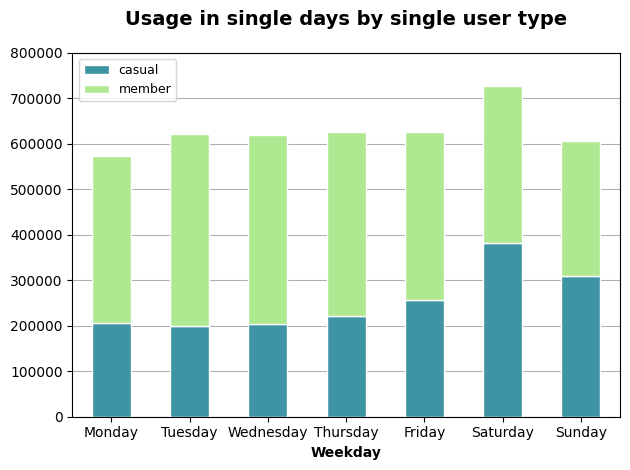 Usage in single days by single user type
800000
700000
600000
500000
400000
300000
200000
100000
0
casual
member
Monday Tuesday Wednesday Thursday Friday Saturday Sunday
Weekday